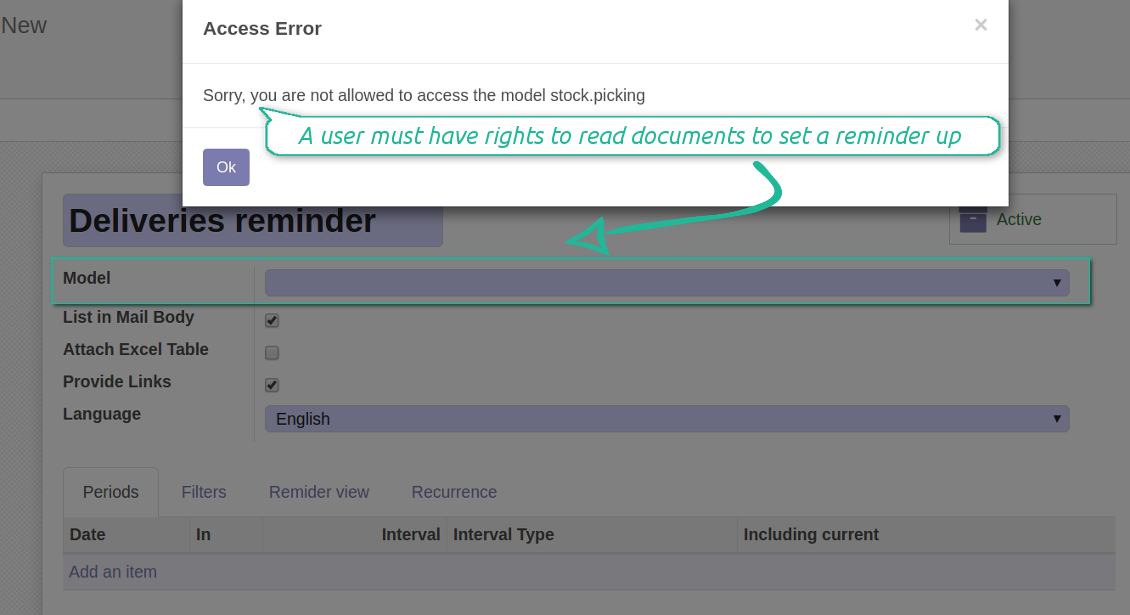 New
Access Error
×
Sorry, you are not allowed to access the model stock.picking
A user must have rights to read documents to set a reminder up
Ok
Deliveries reminder
Active
Model
List in Mail Body
Attach Excel Table
Provide Links
Language English
Periods Filters Remider view Recurrence
Date In Interval Interval Type Including current
Add an item